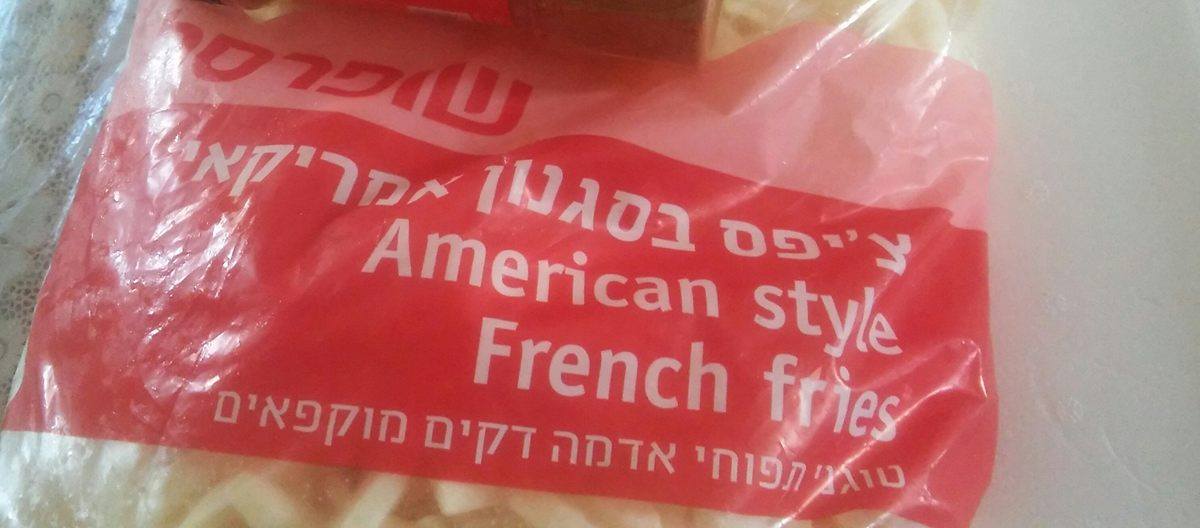 שופרסל
צ'יפס בסגנון אמריקאי
American style
French fries
טוגני תפוחי אדמה דקים מוקפאים